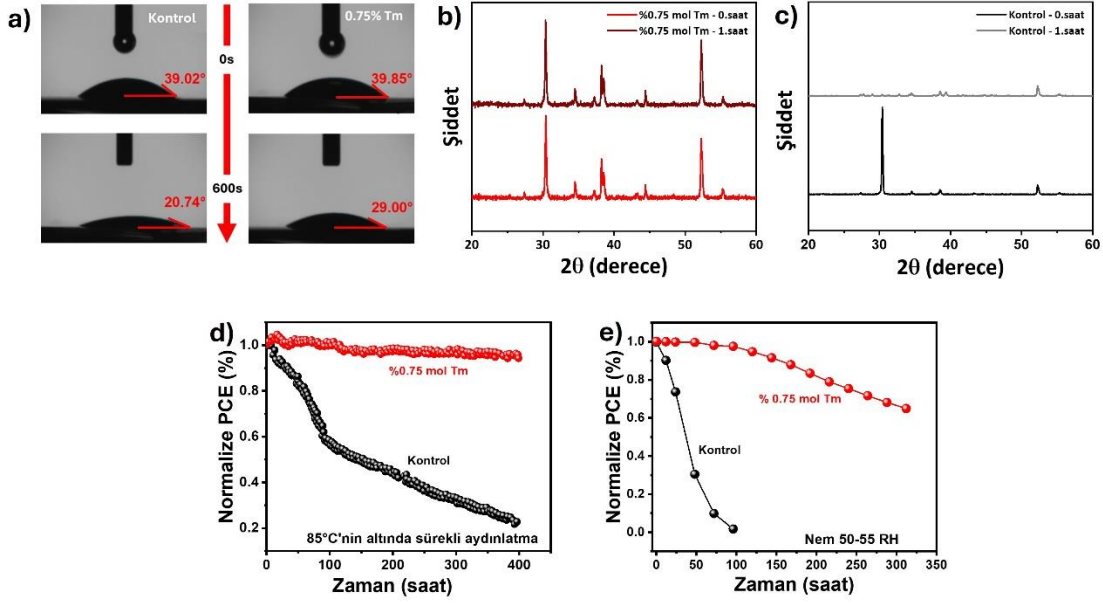 a)
Kontrol
0.75% Tm
0s
39.02°
39.85°
600s
20.74°
29.00°
b)
%0.75 mol Tm - 0.saat
%0.75 mol Tm - 1.saat
Şiddet
20 30 40 50 60
2θ (derece)
c)
Kontrol - 0.saat
Kontrol - 1.saat
Şiddet
20 30 40 50 60
2θ (derece)
d)
Normalize PCE (%)
1.0
0.8
0.6
0.4
0.2
%0.75 mol Tm
Kontrol
85°C'nin altında sürekli aydınlatma
0 100 200 300 400
Zaman (saat)
e)
Normalize PCE (%)
1.0
0.8
0.6
0.4
0.2
0.0
% 0.75 mol Tm
Kontrol
Nem 50-55 RH
0 50 100 150 200 250 300 350
Zaman (saat)